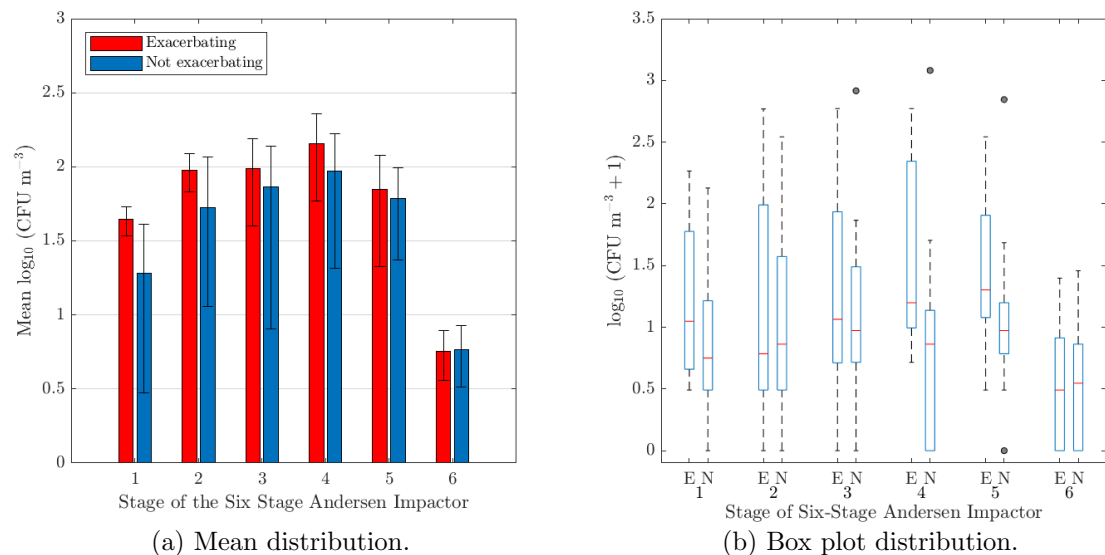 3
2.5
2
1.5
1
0.5
0
Mean log10 (CFU m−3)
Exacerbating
Not exacerbating
1 2 3 4 5 6
Stage of the Six Stage Andersen Impactor
(a) Mean distribution.
3.5
3
2.5
2
1.5
1
0.5
0
log10 (CFU m−3 + 1)
E N E N E N E N E N E N
1 2 3 4 5 6
Stage of Six-Stage Andersen Impactor
(b) Box plot distribution.